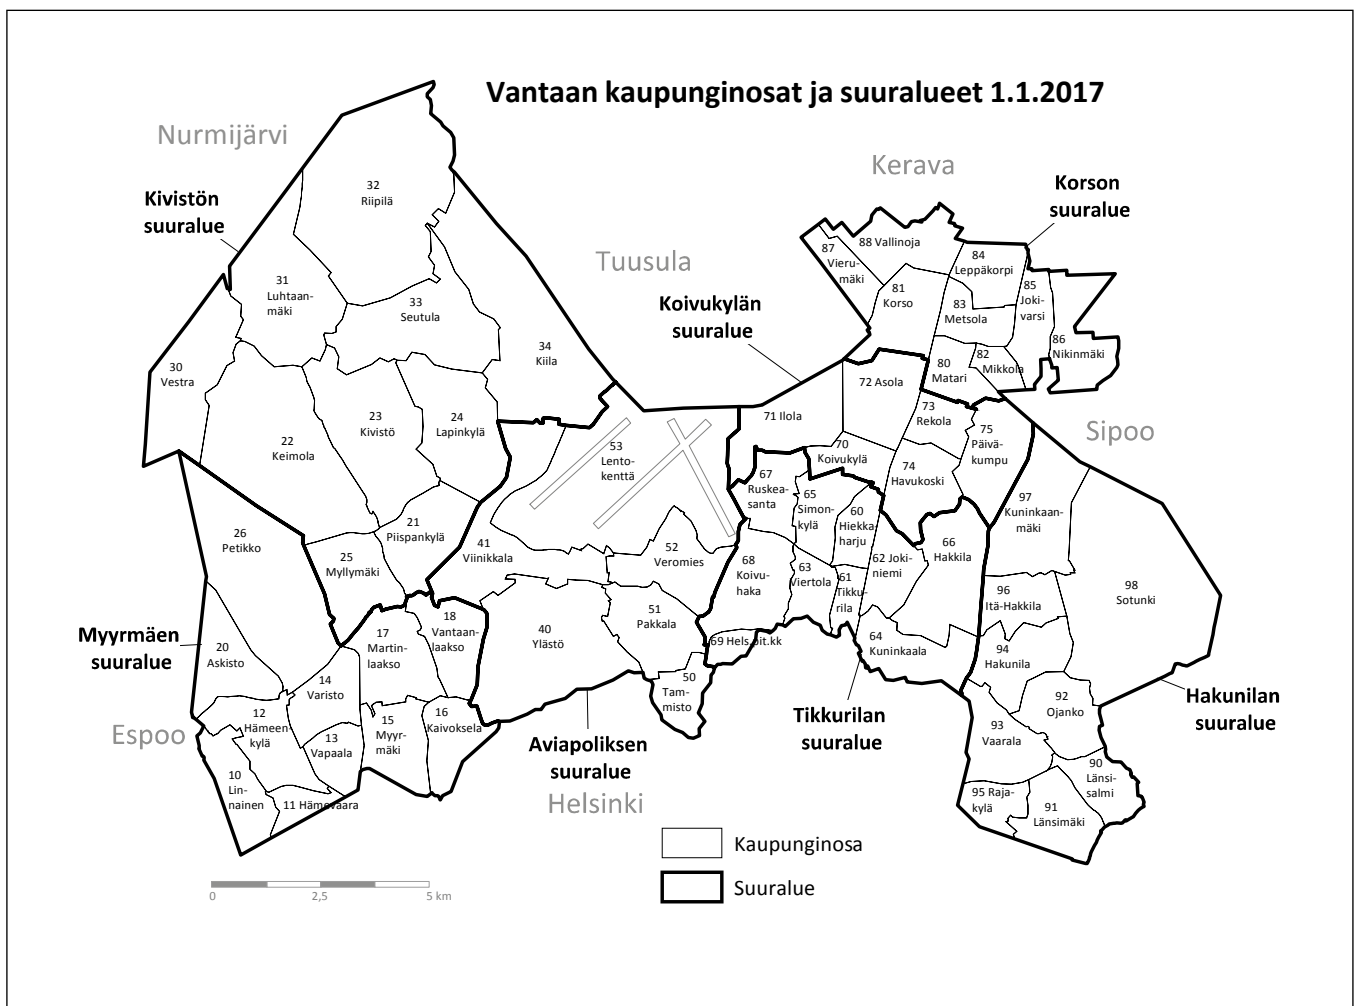 Vantaan kaupunginosat ja suuralueet 1.1.2017
Nurmijärvi
Kerava
Kivistön
suuralue
Korson
suuralue
Tuusula
Koivukylän
suuralue
Sipoo
Myyrmäen
suuralue
Espoo
Aviapoliksen
suuralue
Helsinki
Tikkurilan
suuralue
Hakunilan
suuralue
32
Riipilä
31
Luhtaan-
mäki
33
Seutula
34
Kiila
30
Vestra
22
Keimola
23
Kivistö
24
Lapinkylä
21
Piispankylä
25
Myllymäki
26
Petikko
20
Askisto
17
Martin-
laakso
18
Vantaan-
laakso
14
Varisto
12
Hämeen-
kylä
13
Vapaala
15
Myyr-
mäki
16
Kaivoksela
10
Lin-
nainen
11 Hämevaara
53
Lento-
kenttä
41
Viinikkala
52
Veromies
51
Pakkala
40
Ylästö
50
Tam-
misto
87
Vieru-
mäki
88 Vallinoja
84
Leppäkorpi
81
Korso
83
Metsola
85
Joki-
varsi
86
Nikinmäki
80
Matari
82
Mikkola
72 Asola
71 Ilola
73
Rekola
75
Päivä-
kumpu
70
Koivukylä
74
Havukoski
67
Ruskea-
santa
65
Simon-
kylä
60
Hiekka-
harju
66
Hakkila
68
Koivu-
haka
63
Viertola
61
Tikku-
rila
62 Joki-
niemi
69 Hels.pit.kk
64
Kuninkaala
97
Kuninkaan-
mäki
98
Sotunki
96
Itä-Hakkila
94
Hakunila
92
Ojanko
93
Vaarala
90
Länsi-
salmi
95 Raja-
kylä
91
Länsimäki
Kaupunginosa
Suuralue
0 2,5 5 km